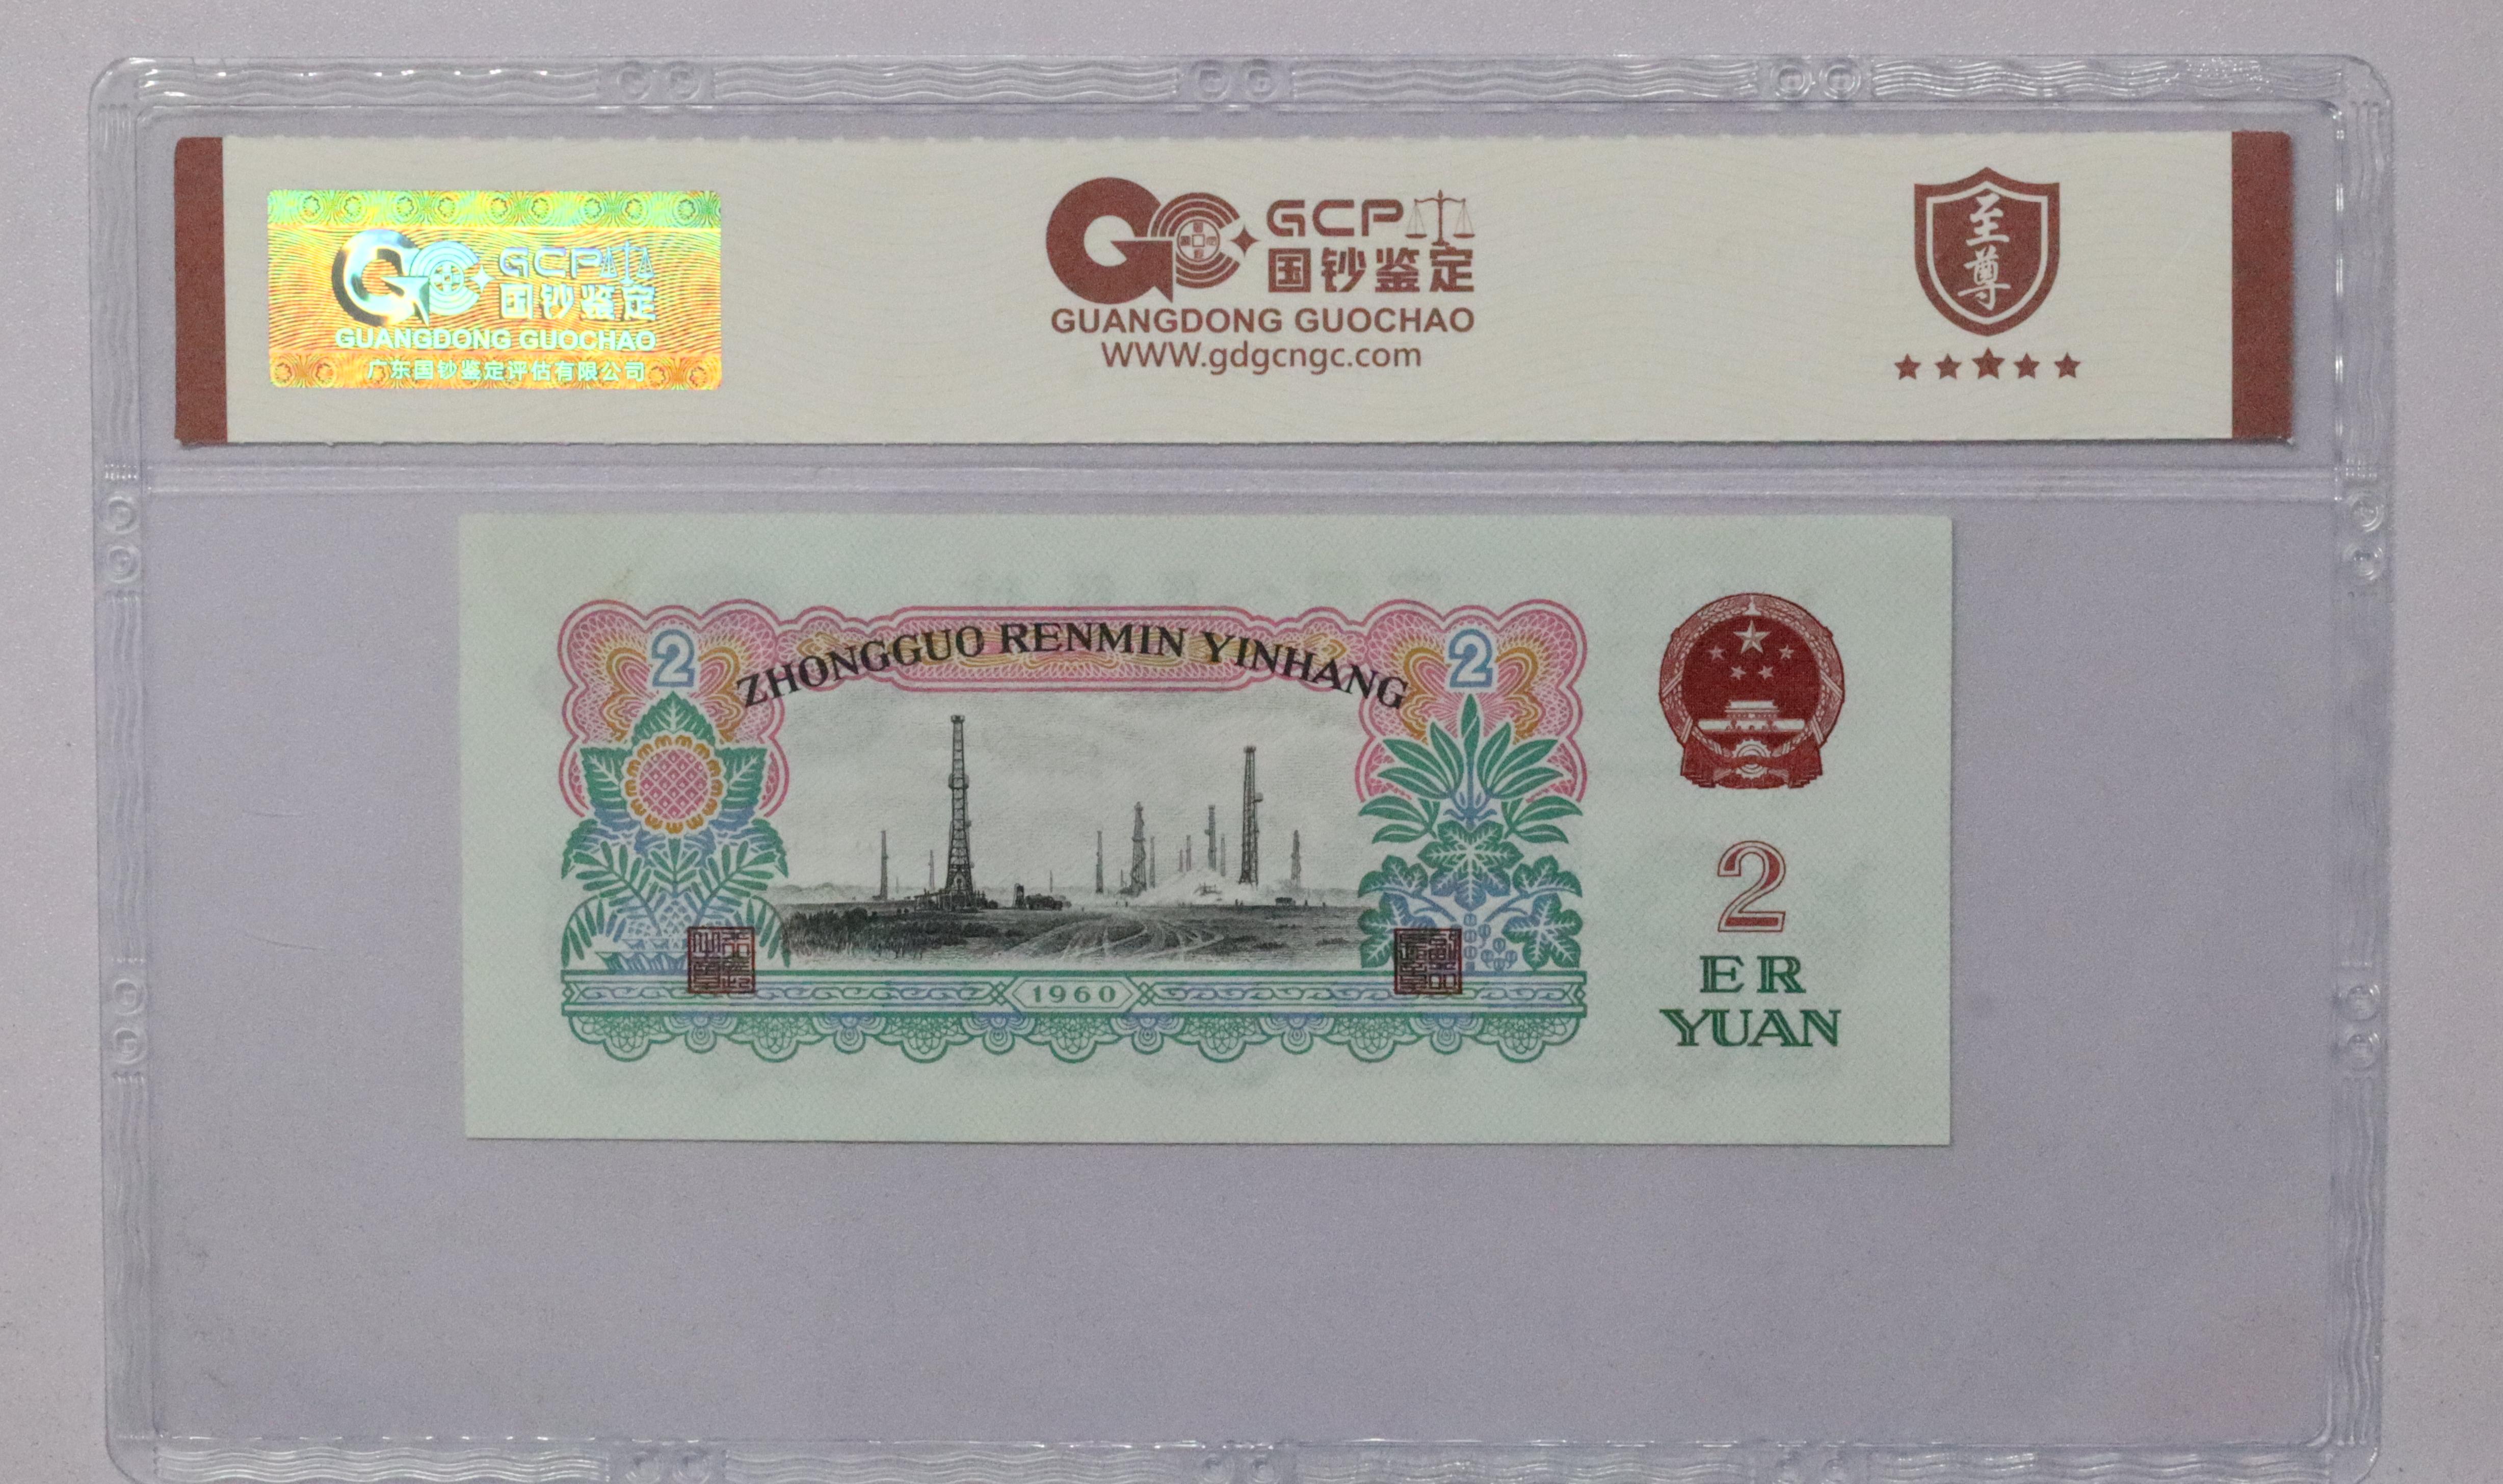 GCP
国钞鉴定
GUANGDONG GUOCHAO
广东国钞鉴定评估有限公司
GCP
国钞鉴定
GUANGDONG GUOCHAO
WWW.gdgcngc.com
至尊
2
ZHONGGUO RENMIN YINHANG
2
1960
2
ER
YUAN